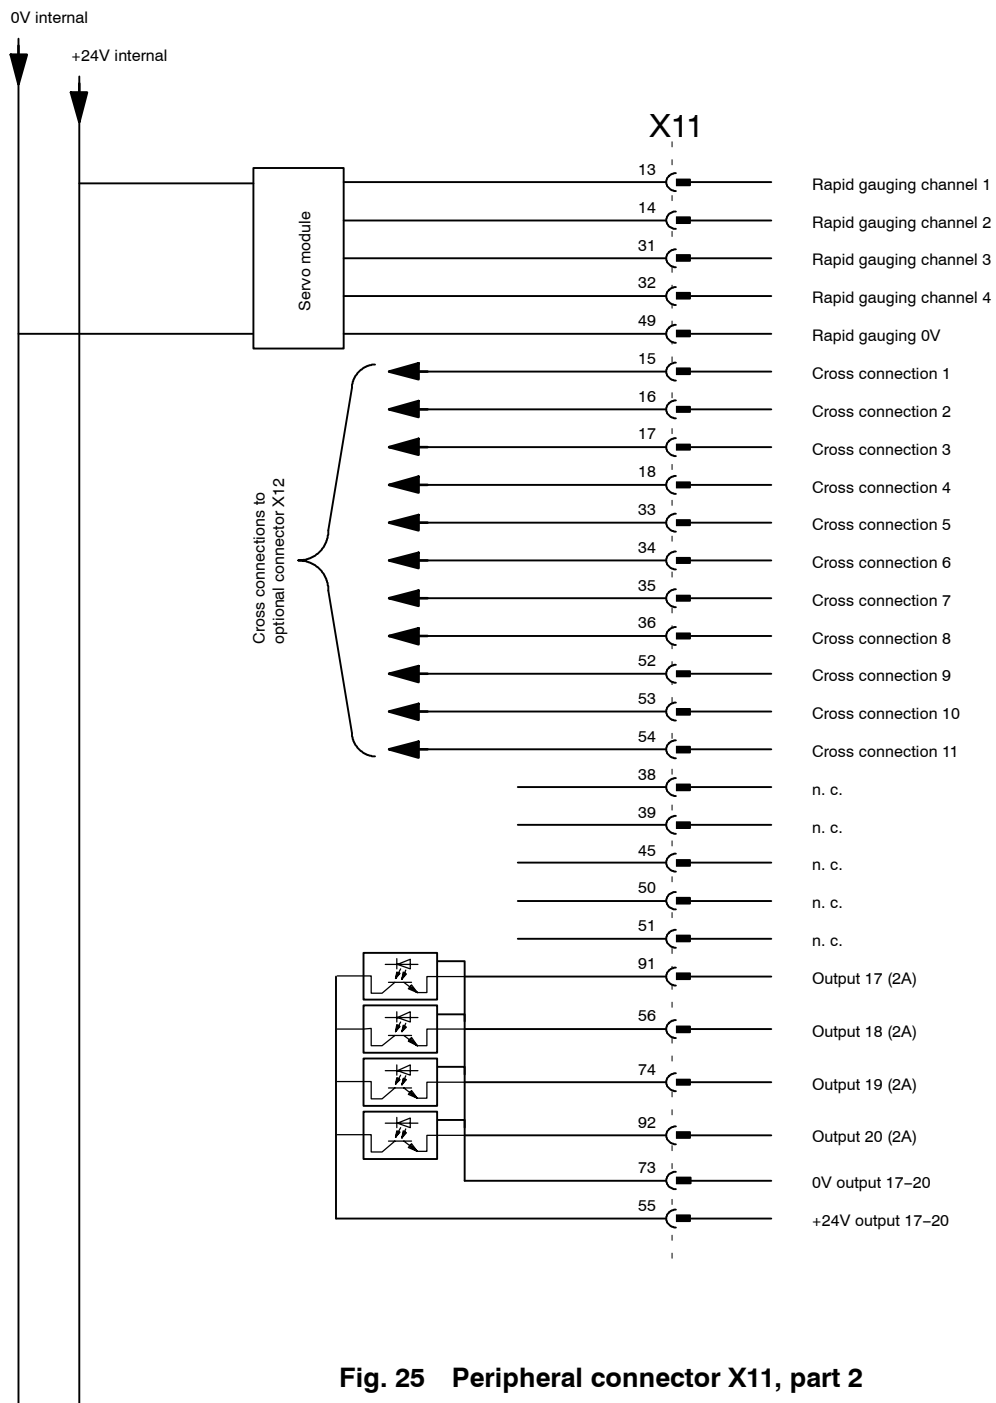 0V internal
+24V internal
X11
13 Rapid gauging channel 1
14 Rapid gauging channel 2
31 Rapid gauging channel 3
32 Rapid gauging channel 4
49 Rapid gauging 0V
Servo module
15 Cross connection 1
16 Cross connection 2
17 Cross connection 3
18 Cross connection 4
33 Cross connection 5
34 Cross connection 6
35 Cross connection 7
36 Cross connection 8
52 Cross connection 9
53 Cross connection 10
54 Cross connection 11
Cross connections to
optional connector X12
38 n. c.
39 n. c.
45 n. c.
50 n. c.
51 n. c.
91 Output 17 (2A)
56 Output 18 (2A)
74 Output 19 (2A)
92 Output 20 (2A)
73 0V output 17–20
55 +24V output 17–20
Fig. 25 Peripheral connector X11, part 2